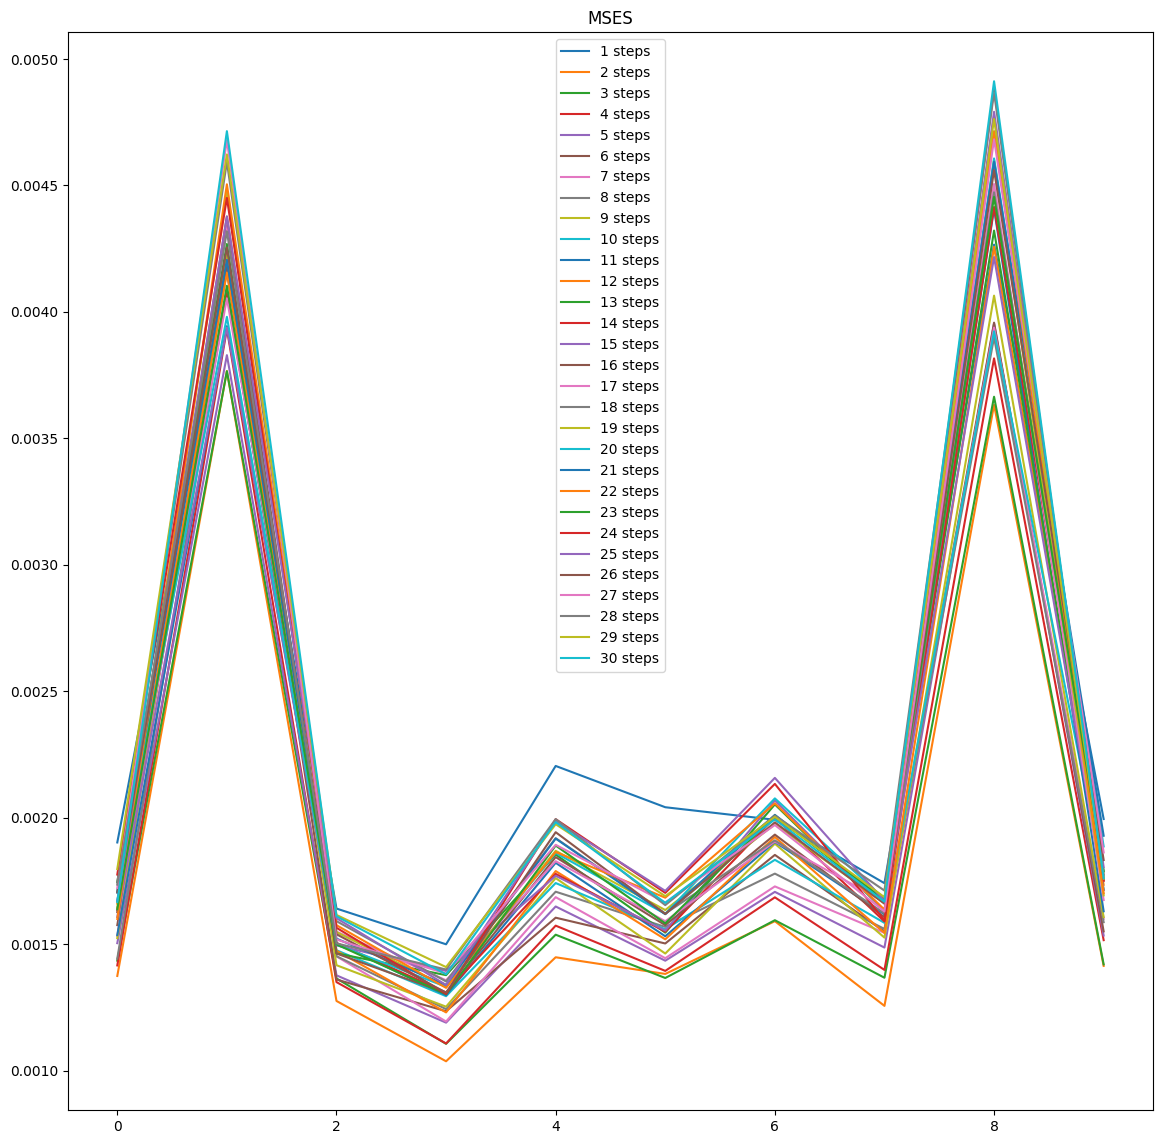 MSES
0.0050
0.0045
0.0040
0.0035
0.0030
0.0025
0.0020
0.0015
0.0010
1 steps
2 steps
3 steps
4 steps
5 steps
6 steps
7 steps
8 steps
9 steps
10 steps
11 steps
12 steps
13 steps
14 steps
15 steps
16 steps
17 steps
18 steps
19 steps
20 steps
21 steps
22 steps
23 steps
24 steps
25 steps
26 steps
27 steps
28 steps
29 steps
30 steps
0 2 4 6 8